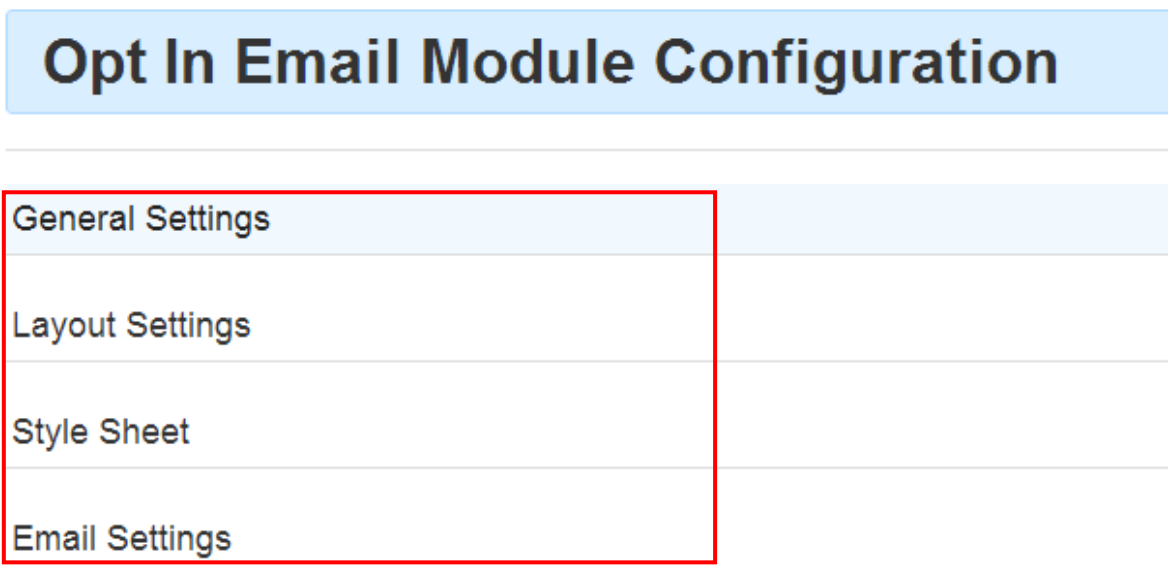 Opt In Email Module Configuration
General Settings
Layout Settings
Style Sheet
Email Settings